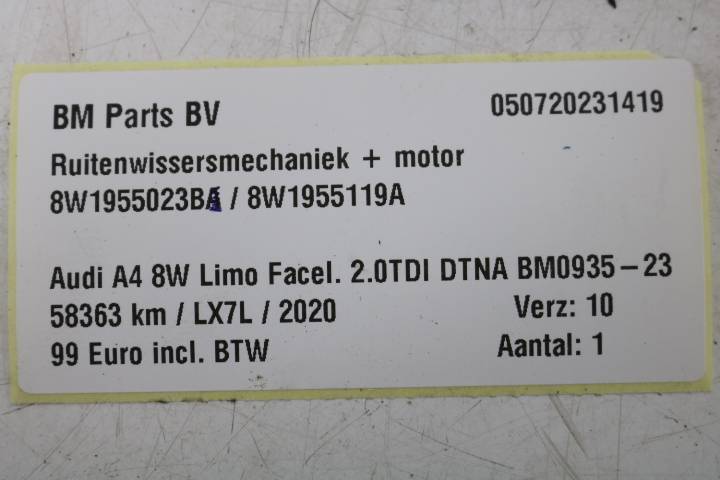 BM Parts BV 050720231419
Ruitenwissersmechaniek + motor
8W1955023B / 8W1955119A
Audi A4 8W Limo Facel. 2.0TDI DTNA BM0935-23
58363 km / LX7L / 2020 Verz: 10
99 Euro incl. BTW Aantal: 1